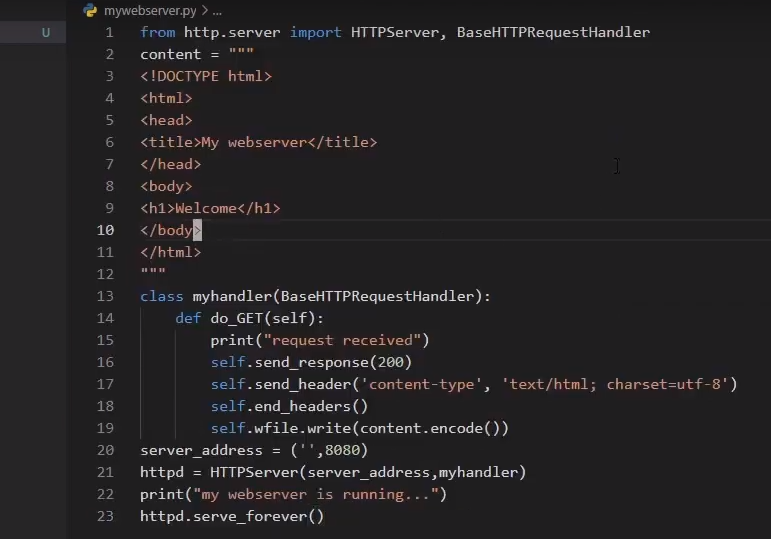 mywebserver.py > ...
U
1 from http.server import HTTPServer, BaseHTTPRequestHandler
2 content = """
3 <!DOCTYPE html>
4 <html>
5 <head>
6 <title>My webserver</title>
7 </head>
8 <body>
9 <h1>Welcome</h1>
10 </body>
11 </html>
12 """
13 class myhandler(BaseHTTPRequestHandler):
14     def do_GET(self):
15         print("request received")
16         self.send_response(200)
17         self.send_header('content-type', 'text/html; charset=utf-8')
18         self.end_headers()
19         self.wfile.write(content.encode())
20 server_address = ('',8080)
21 httpd = HTTPServer(server_address,myhandler)
22 print("my webserver is running...")
23 httpd.serve_forever()